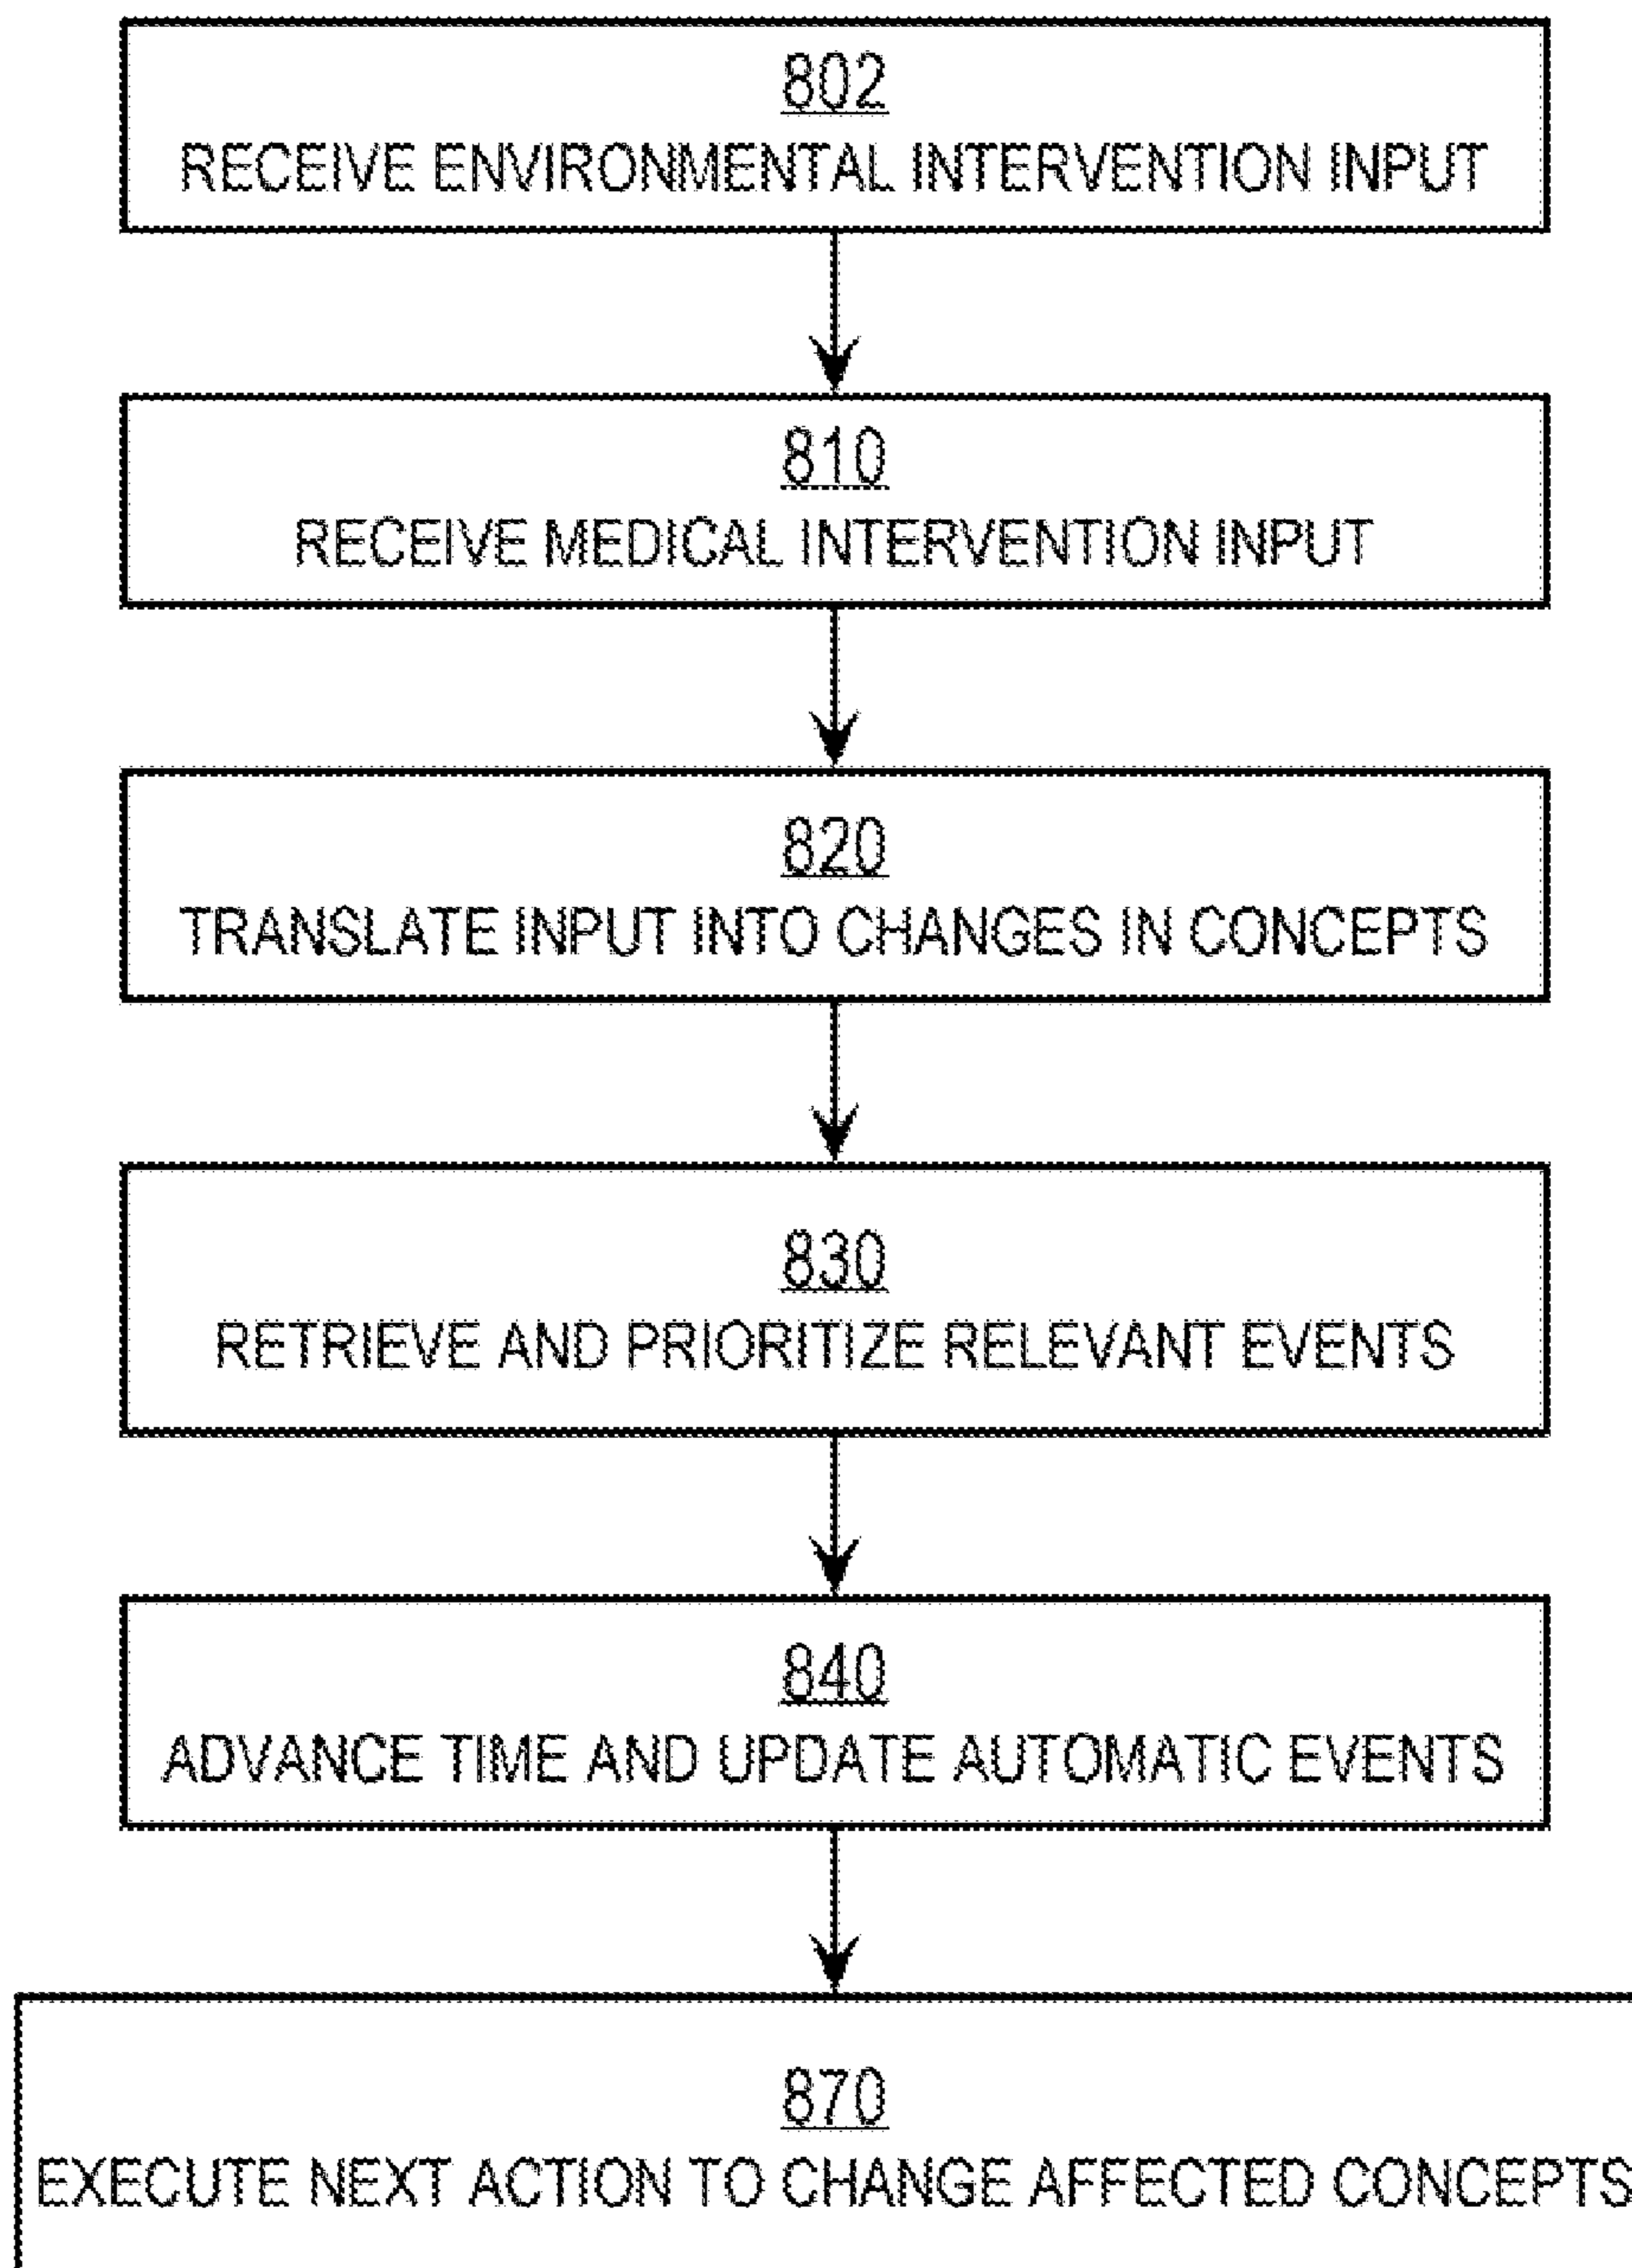 802
RECEIVE ENVIRONMENTAL INTERVENTION INPUT
810
RECEIVE MEDICAL INTERVENTION INPUT
820
TRANSLATE INPUT INTO CHANGES IN CONCEPTS
830
RETRIEVE AND PRIORITIZE RELEVANT EVENTS
840
ADVANCE TIME AND UPDATE AUTOMATIC EVENTS
870
EXECUTE NEXT ACTION TO CHANGE AFFECTED CONCEPTS